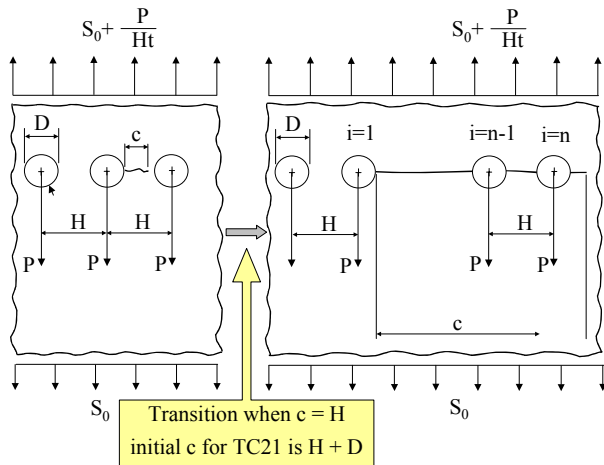 S₀ + P/Ht
S₀ + P/Ht
D
c
D
i=1
i=n-1
i=n
H
H
H
H
P
P
P
P
P
P
P
c
S₀
S₀
Transition when c = H
initial c for TC21 is H + D